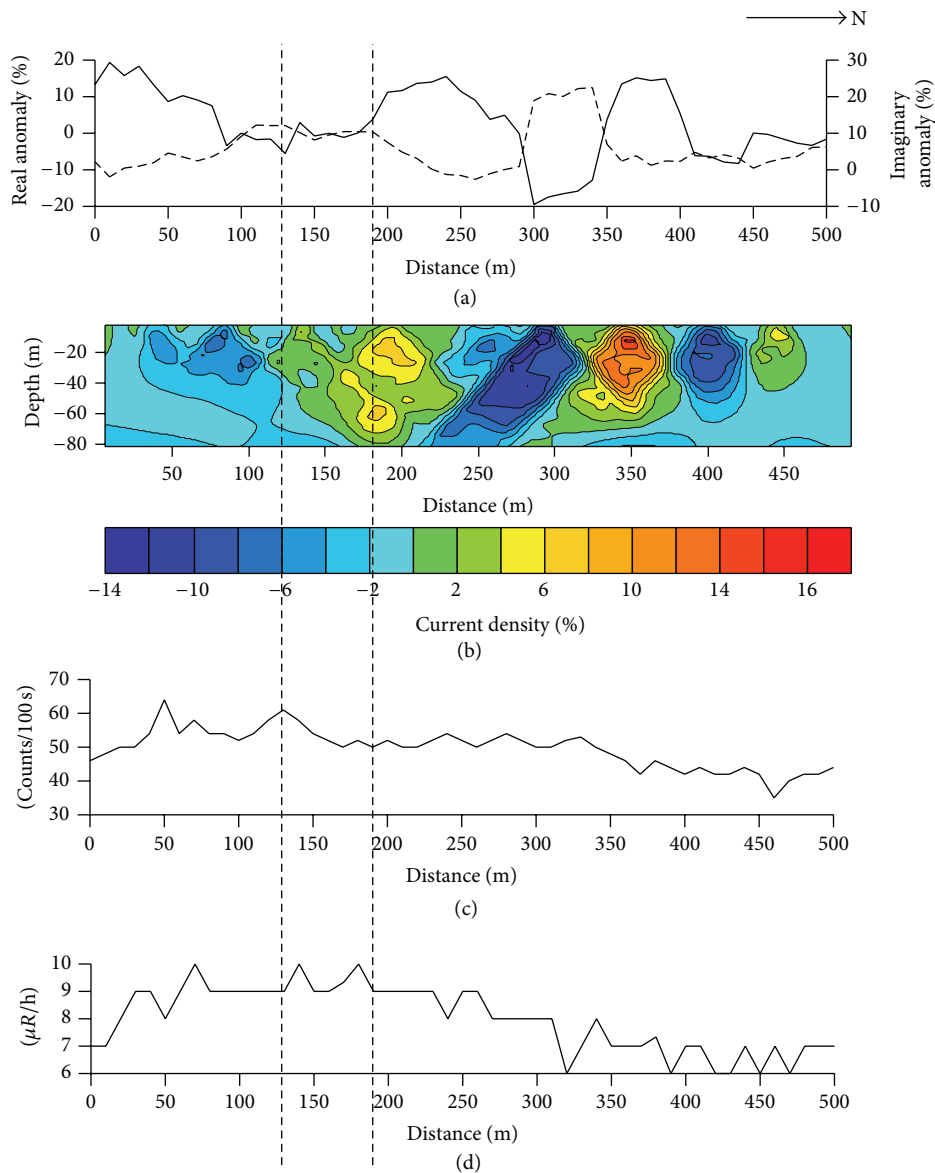 N
Real anomaly (%)
20
10
0
−10
−20
Imaginary anomaly (%)
30
20
10
0
−10
0 50 100 150 200 250 300 350 400 450 500
Distance (m)
(a)
Depth (m)
−20
−40
−60
−80
50 100 150 200 250 300 350 400 450
Distance (m)
−14 −10 −6 −2 2 6 10 14 16
Current density (%)
(b)
(Counts/100 s)
70
60
50
40
30
0 50 100 150 200 250 300 350 400 450 500
Distance (m)
(c)
(μR/h)
10
9
8
7
6
0 50 100 150 200 250 300 350 400 450 500
Distance (m)
(d)